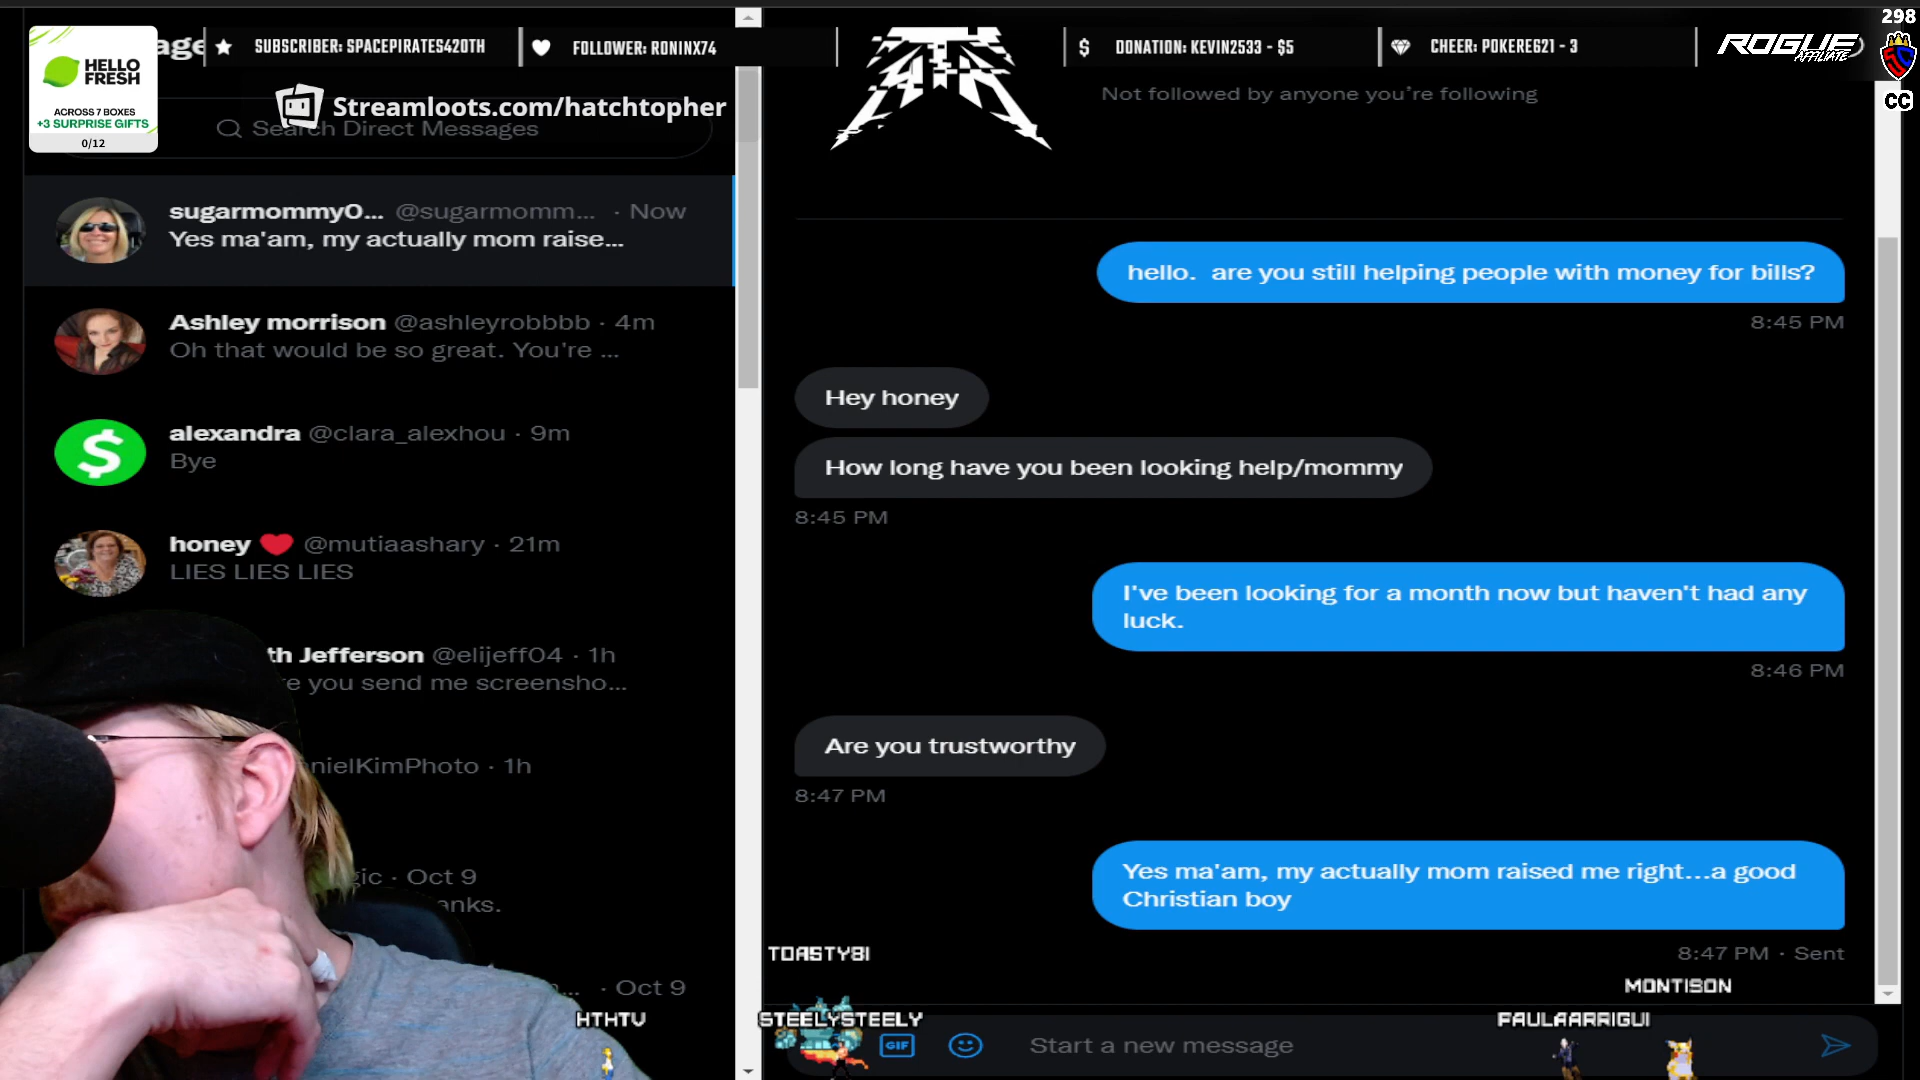 298
HELLO
FRESH
ACROSS 7 BOXES
+3 SURPRISE GIFTS
0/12
SUBSCRIBER: SPACEPIRATES420TH
FOLLOWER: RONINX74
DONATION: KEVIN2533 - $5
CHEER: POKERE621 - 3
ROGUE
AFFILIATE
CC
Streamloots.com/hatchtopher
Search Direct Messages
sugarmommyO... @sugarmomm... · Now
Yes ma'am, my actually mom raise...
Ashley morrison @ashleyrobbbb · 4m
Oh that would be so great. You're ...
alexandra @clara_alexhou · 9m
Bye
honey ❤️ @mutiaashary · 21m
LIES LIES LIES
th Jefferson @elijeff04 · 1h
e you send me screensho...
nielKimPhoto · 1h
gic · Oct 9
anks.
... · Oct 9
Not followed by anyone you're following
hello.  are you still helping people with money for bills?
8:45 PM
Hey honey
How long have you been looking help/mommy
8:45 PM
I've been looking for a month now but haven't had any
luck.
8:46 PM
Are you trustworthy
8:47 PM
Yes ma'am, my actually mom raised me right...a good
Christian boy
8:47 PM · Sent
TOASTY81
MONTISON
HTHTV
STEELYSTEELY
FAULAARRIGUI
GIF
Start a new message